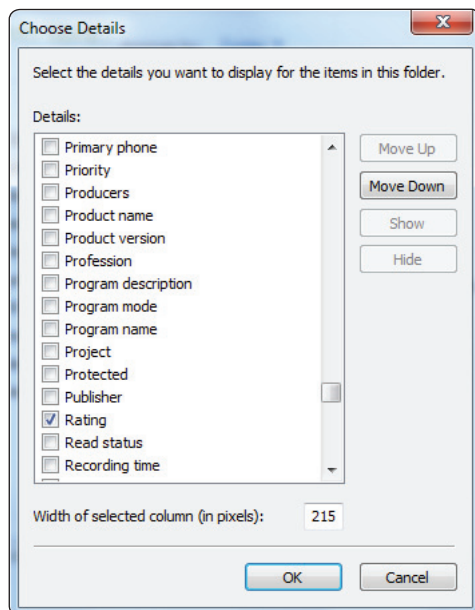 Choose Details
X
Select the details you want to display for the items in this folder.
Details:
Primary phone
Priority
Producers
Product name
Product version
Profession
Program description
Program mode
Program name
Project
Protected
Publisher
Rating
Read status
Recording time
Move Up
Move Down
Show
Hide
Width of selected column (in pixels): 215
OK Cancel